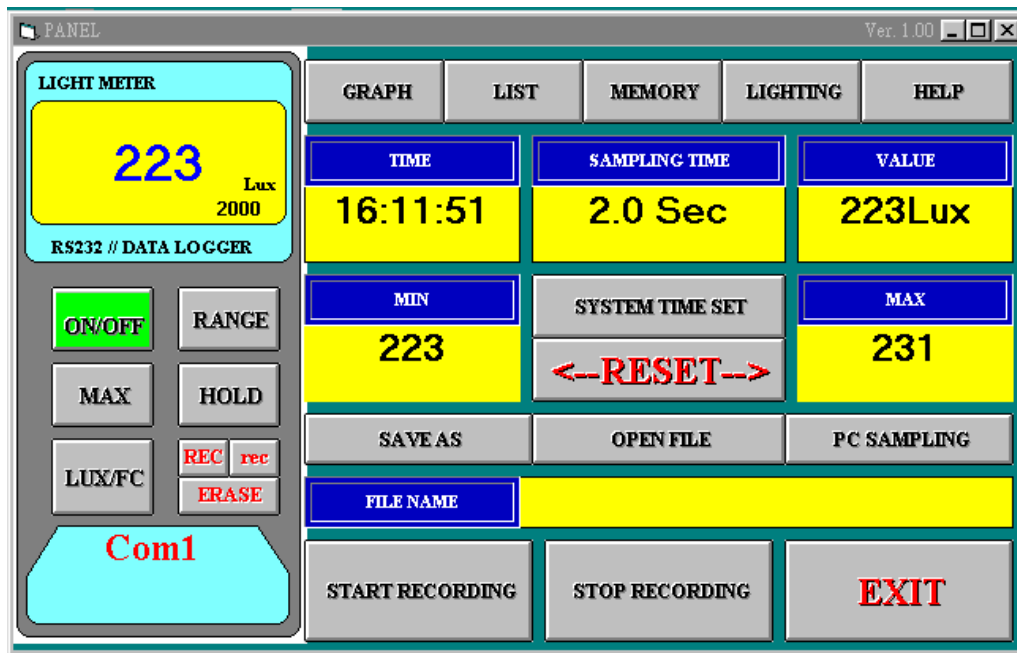 PANEL
Ver. 1.00
LIGHT METER
223
Lux
2000
RS232 // DATA LOGGER
ON/OFF
RANGE
MAX
HOLD
LUX/FC
REC
rec
ERASE
Com1
GRAPH
LIST
MEMORY
LIGHTING
HELP
TIME
SAMPLING TIME
VALUE
16:11:51
2.0 Sec
223Lux
MIN
SYSTEM TIME SET
MAX
223
<--RESET-->
231
SAVE AS
OPEN FILE
PC SAMPLING
FILE NAME
START RECORDING
STOP RECORDING
EXIT